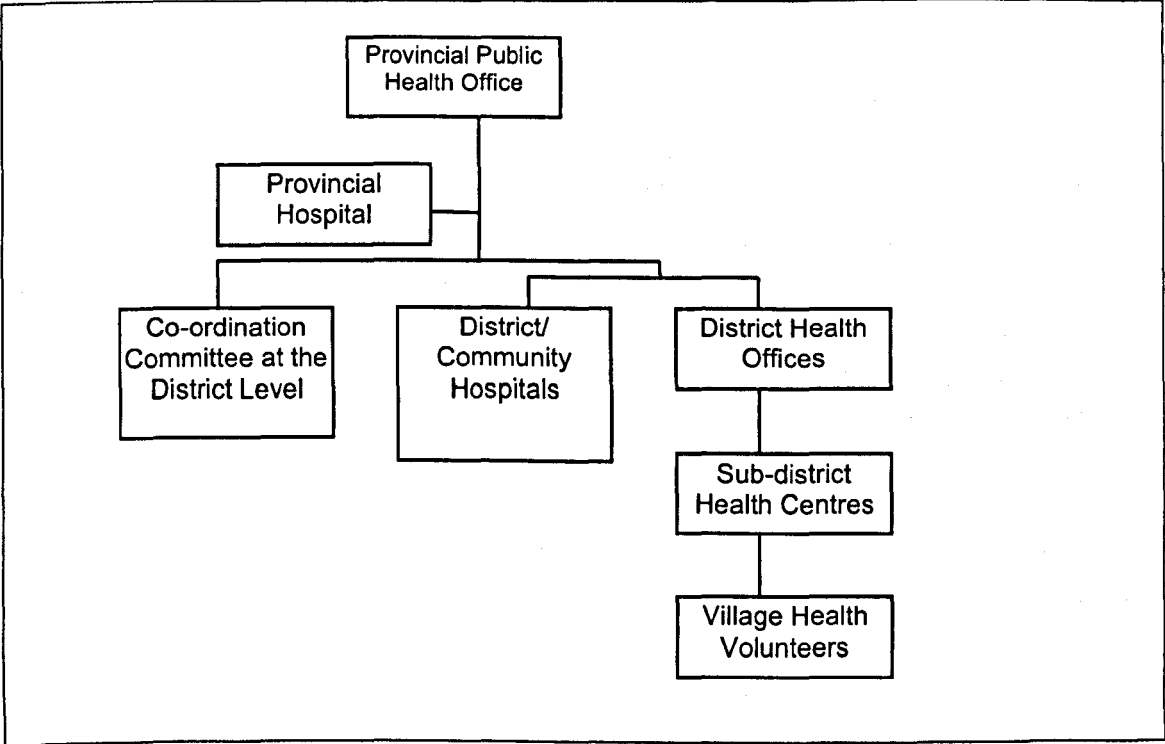 Provincial Public
Health Office
Provincial
Hospital
Co-ordination
Committee at the
District Level
District/
Community
Hospitals
District Health
Offices
Sub-district
Health Centres
Village Health
Volunteers